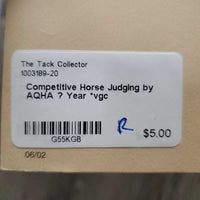 The Tack Collector
1003189-20
Competitive Horse Judging by
AQHA ? Year *vgc
G55KGB
R
$5.00
06/02